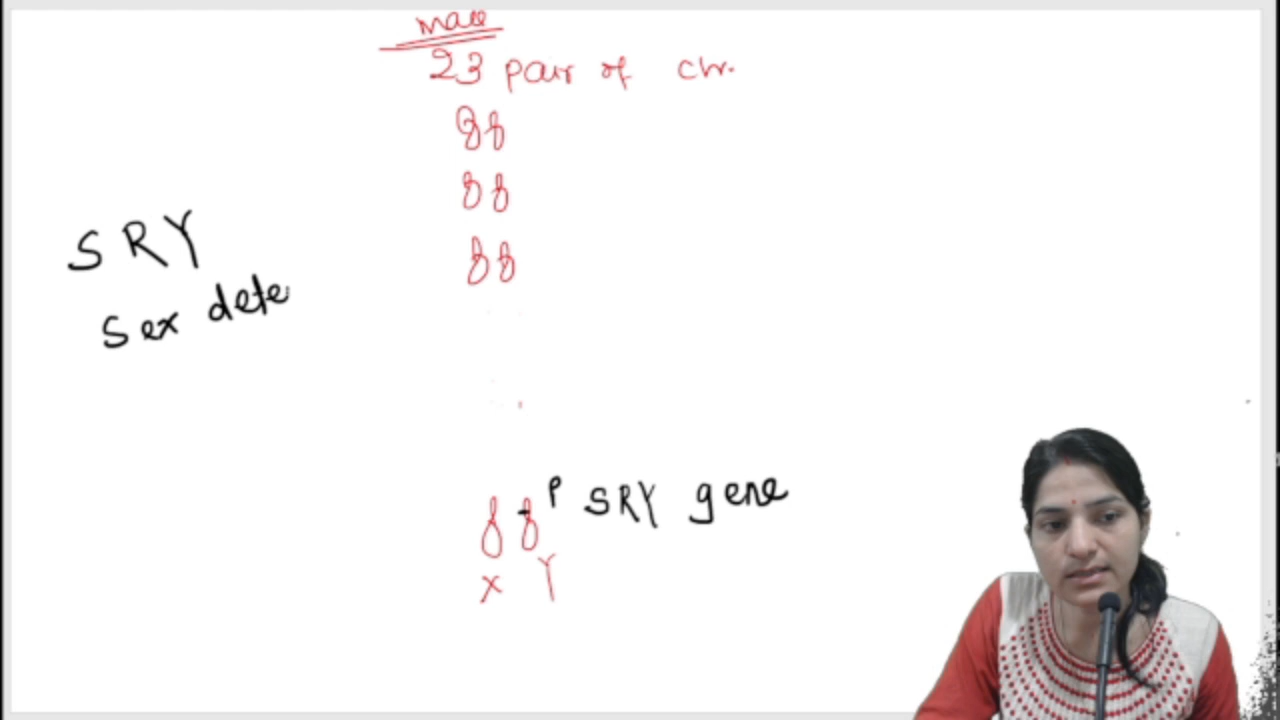 male
23 pair of chr.
SRY
Sex dete
P SRY gene
X Y